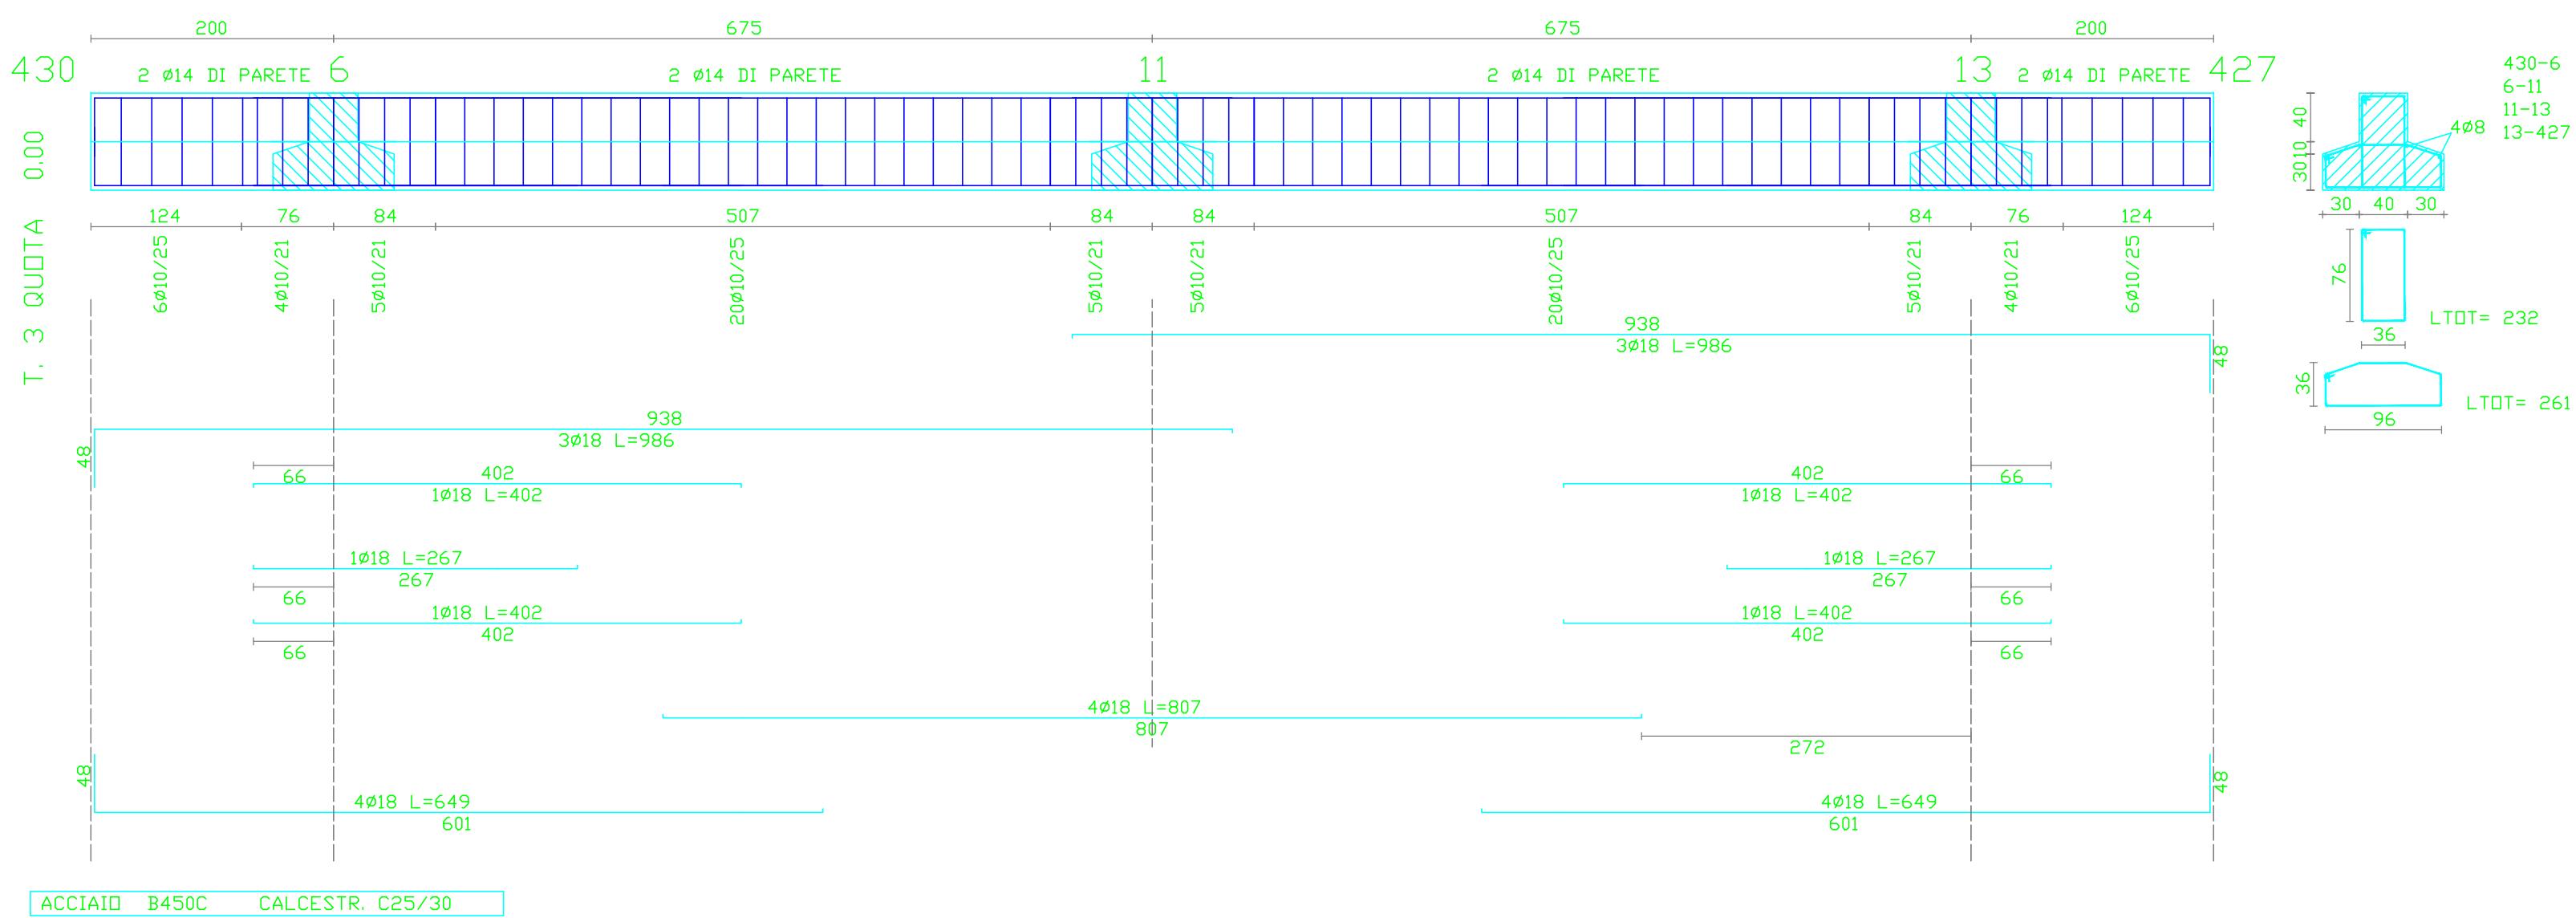 200
675
675
200
430
2 ø14 DI PARETE
6
2 ø14 DI PARETE
11
2 ø14 DI PARETE
13
2 ø14 DI PARETE
427
T. 3 QUOTA 0.00
124
76
84
507
84
84
507
84
76
124
6ø10/25
4ø10/21
5ø10/21
20ø10/25
5ø10/21
5ø10/21
20ø10/25
5ø10/21
4ø10/21
6ø10/25
938
3ø18 L=986
48
938
3ø18 L=986
48
66
402
1ø18 L=402
402
1ø18 L=402
66
1ø18 L=267
267
66
1ø18 L=267
267
66
1ø18 L=402
402
66
1ø18 L=402
402
66
4ø18 L=807
807
272
48
4ø18 L=649
601
4ø18 L=649
601
48
430-6
6-11
11-13
13-427
4ø8
40
10
30
30
40
30
76
36
LTOT= 232
36
96
LTOT= 261
ACCIAIO B450C CALCESTR. C25/30